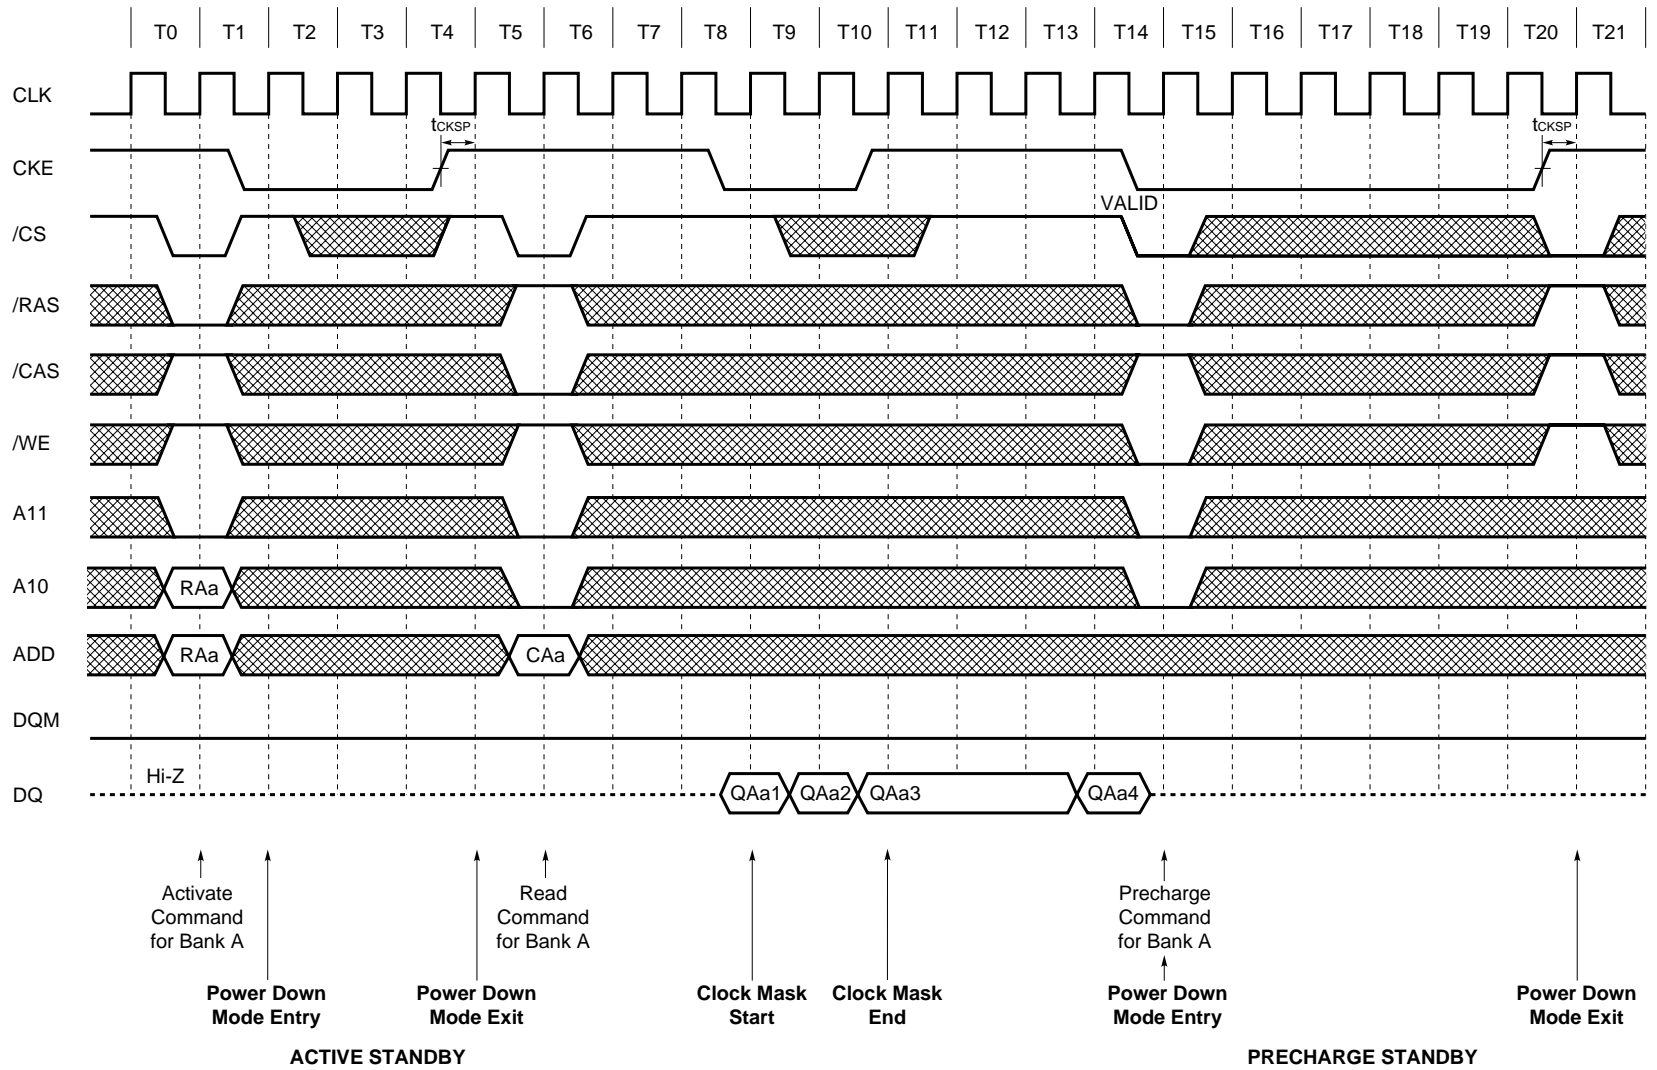 T0 T1 T2 T3 T4 T5 T6 T7 T8 T9 T10 T11 T12 T13 T14 T15 T16 T17 T18 T19 T20 T21
CLK
tCKSP tCKSP
CKE
VALID
/CS
/RAS
/CAS
/WE
A11
A10 RAa
ADD RAa CAa
DQM
Hi-Z
DQ QAa1 QAa2 QAa3 QAa4
Activate
Command
for Bank A
Read
Command
for Bank A
Precharge
Command
for Bank A
Power Down
Mode Entry
Power Down
Mode Exit
Clock Mask
Start
Clock Mask
End
Power Down
Mode Entry
Power Down
Mode Exit
ACTIVE STANDBY
PRECHARGE STANDBY